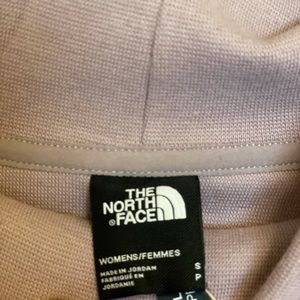 THE
NORTH
FACE
WOMENS/FEMMES
MADE IN JORDAN
FABRIQUÉ EN
JORDANIE
S
P